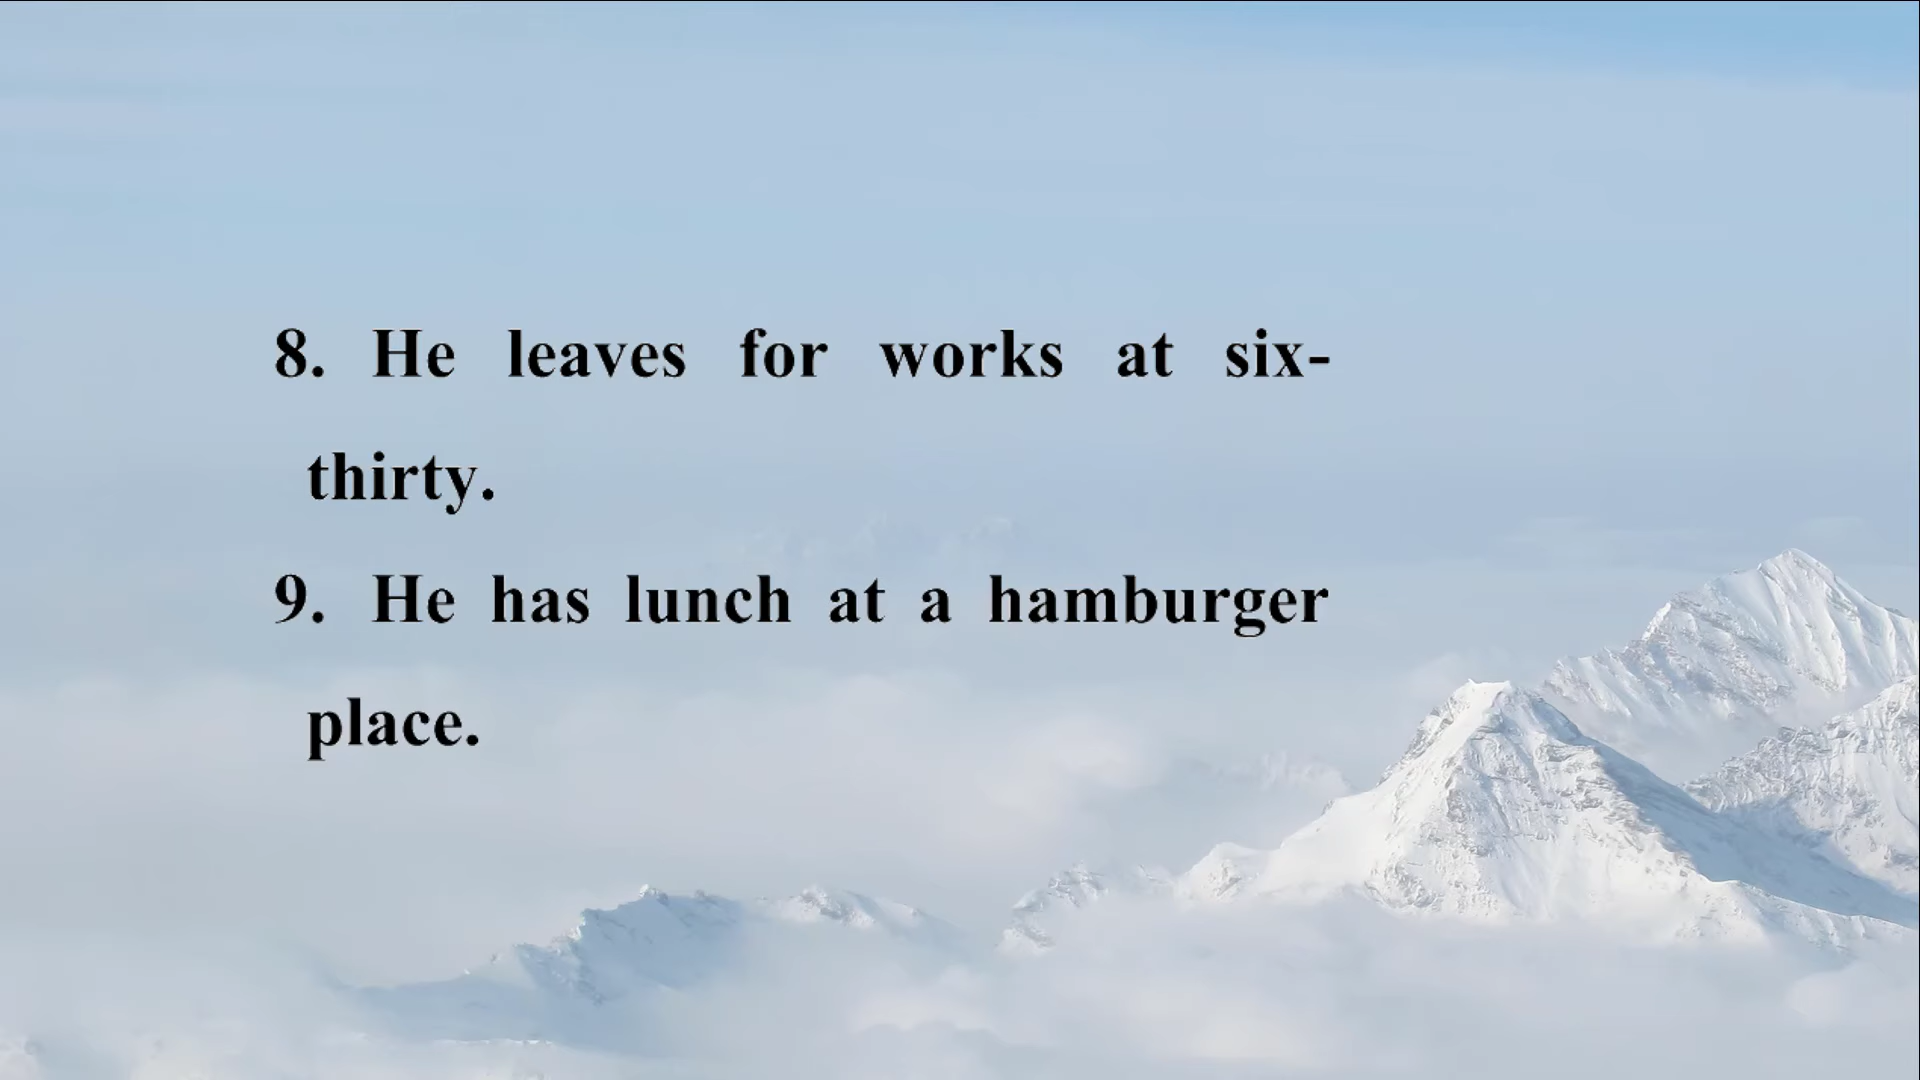 8. He leaves for works at six-
thirty.
9. He has lunch at a hamburger
place.